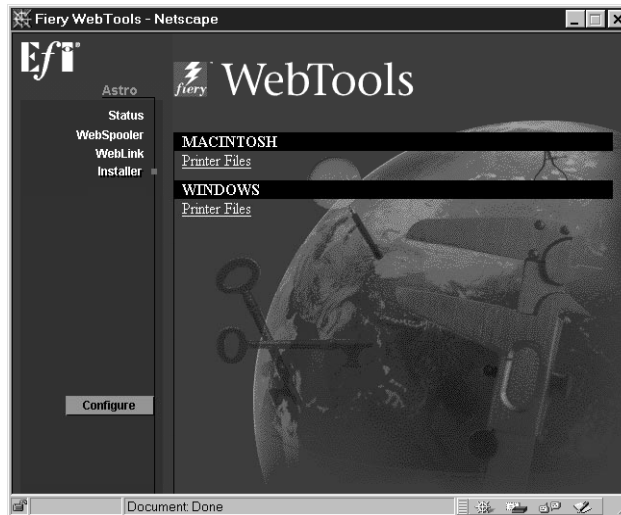 Fiery WebTools - Netscape
Efi
Astro
Status
WebSpooler
WebLink
Installer
Configure
fiery WebTools
MACINTOSH
Printer Files
WINDOWS
Printer Files
Document: Done